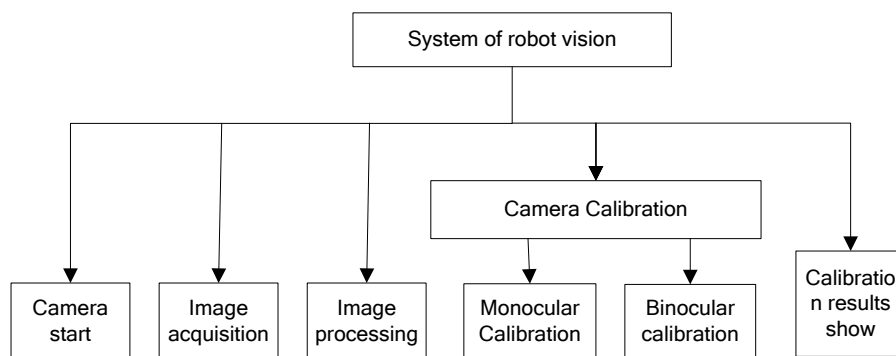 System of robot vision
Camera Calibration
Camera
start
Image
acquisition
Image
processing
Monocular
Calibration
Binocular
calibration
Calibratio
n results
show